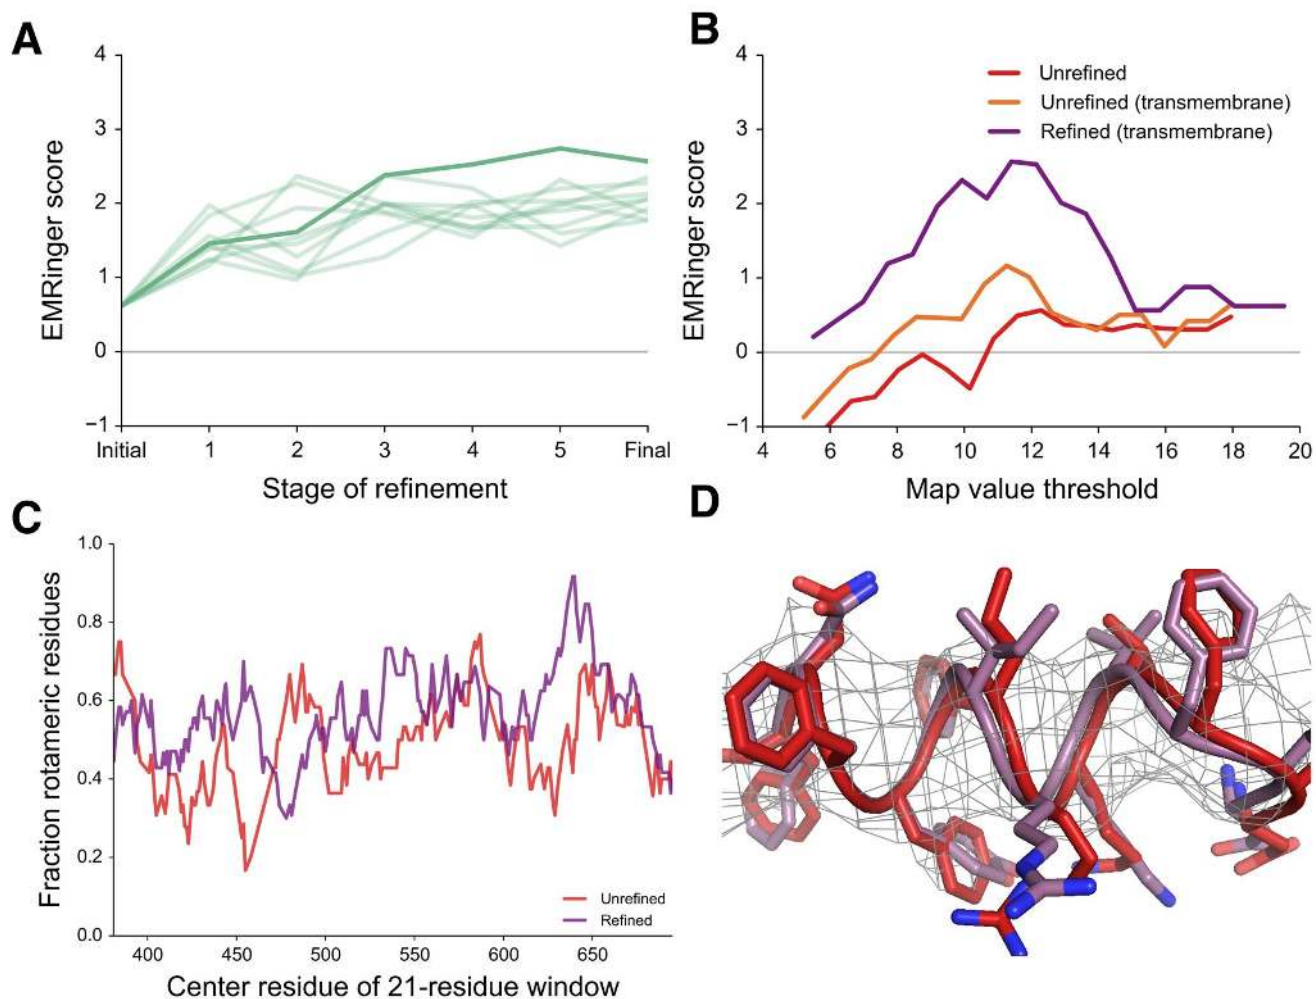 A
4
3
2
1
0
−1
EMRinger score
Initial
1
2
3
4
5
Final
Stage of refinement
B
4
3
2
1
0
−1
EMRinger score
Unrefined
Unrefined (transmembrane)
Refined (transmembrane)
4
6
8
10
12
14
16
18
20
Map value threshold
C
1.0
0.8
0.6
0.4
0.2
0.0
Fraction rotameric residues
Unrefined
Refined
400
450
500
550
600
650
Center residue of 21-residue window
D